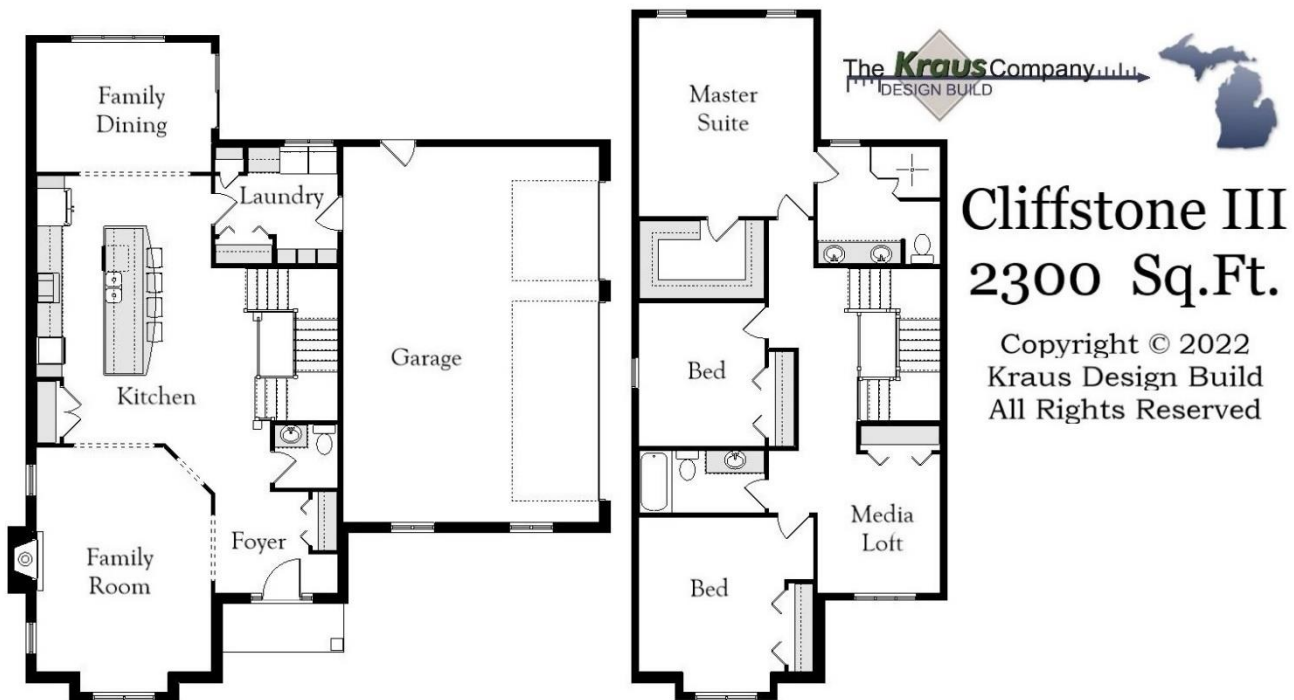 Family
Dining
Laundry
Kitchen
Garage
Family
Room
Foyer
Master
Suite
Bed
Bed
Media
Loft
The Kraus Company
DESIGN BUILD
Cliffstone III
2300 Sq.Ft.
Copyright © 2022
Kraus Design Build
All Rights Reserved